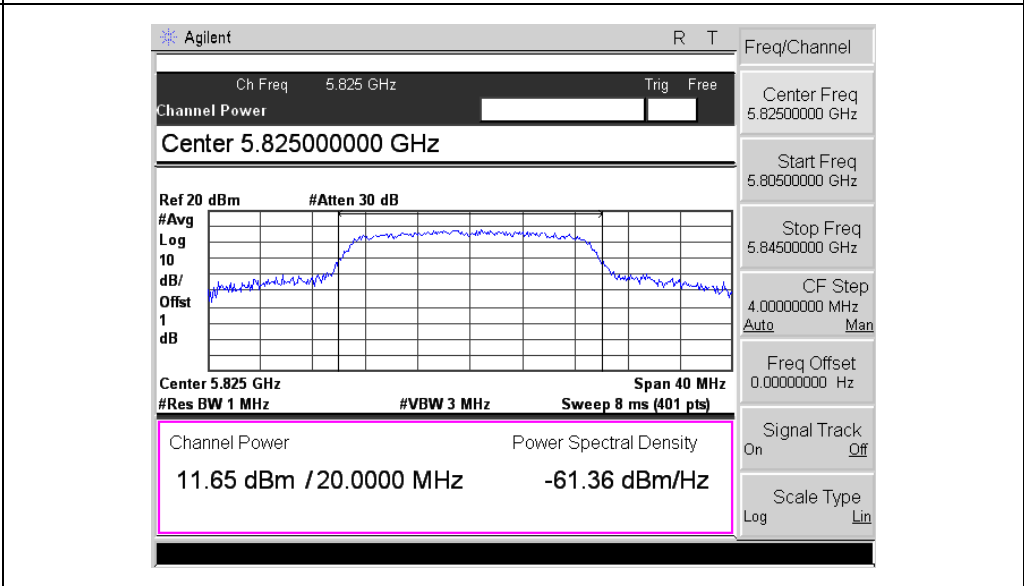 Agilent R T
Freq/Channel
Ch Freq 5.825 GHz Trig Free
Channel Power
Center 5.825000000 GHz
Ref 20 dBm #Atten 30 dB
#Avg
Log
10
dB/
Offst
1
dB
Center 5.825 GHz Span 40 MHz
#Res BW 1 MHz #VBW 3 MHz Sweep 8 ms (401 pts)
Channel Power Power Spectral Density
11.65 dBm / 20.0000 MHz -61.36 dBm/Hz
Center Freq
5.82500000 GHz
Start Freq
5.80500000 GHz
Stop Freq
5.84500000 GHz
CF Step
4.00000000 MHz
Auto Man
Freq Offset
0.00000000 Hz
Signal Track
On Off
Scale Type
Log Lin